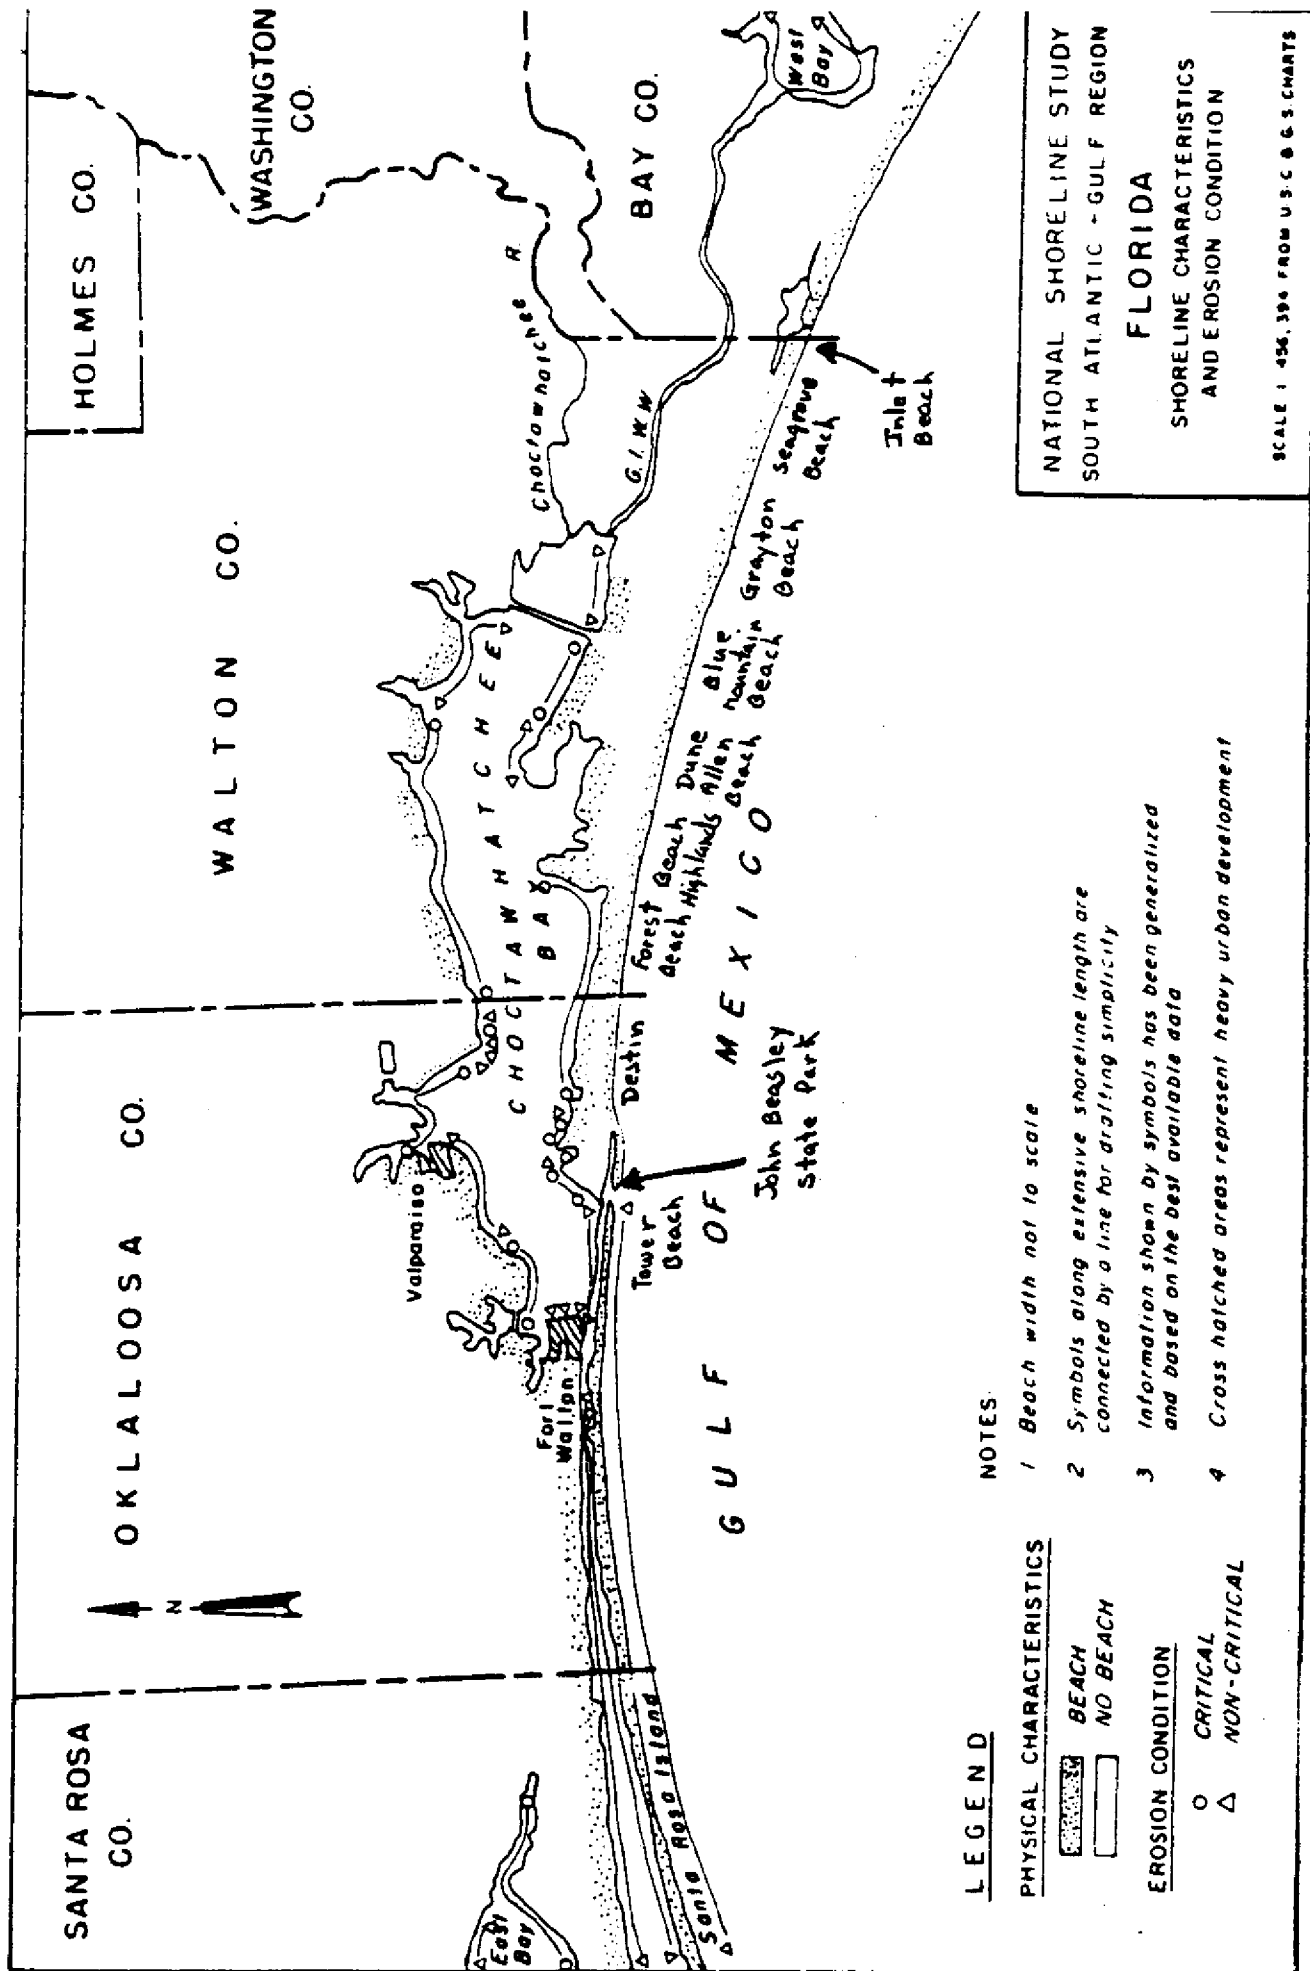 SANTA ROSA
CO.
OKLALOOSA CO.
WALTON CO.
HOLMES CO.
WASHINGTON
CO.
BAY CO.
N
East
Bay
Santa Rosa Island
Fort
Walton
Valparaiso
CHOCTAWHATCHEE
BAY
Choctawhatchee R.
G.I.W.W
West
Bay
Tower
Beach
Destin
John Beasley
State Park
Forest
Beach
Beach
Highlands
Dune
Allen
Beach
Blue
Mountain
Beach
Grayton
Beach
Seagrove
Beach
Inlet
Beach
GULF OF MEXICO
LEGEND
PHYSICAL CHARACTERISTICS
BEACH
NO BEACH
EROSION CONDITION
O CRITICAL
△ NON-CRITICAL
NOTES
1 Beach width not to scale
2 Symbols along extensive shoreline length are
connected by a line for drafting simplicity
3 Information shown by symbols has been generalized
and based on the best available data
4 Cross hatched areas represent heavy urban development
NATIONAL SHORELINE STUDY
SOUTH ATLANTIC - GULF REGION
FLORIDA
SHORELINE CHARACTERISTICS
AND EROSION CONDITION
SCALE 1 456,394 FROM U S C & G S CHARTS